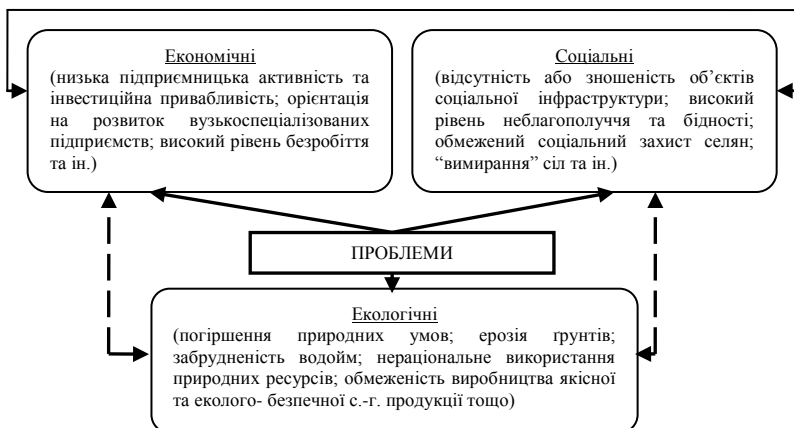 Економічні
(низька підприємницька активність та
інвестиційна привабливість; орієнтація
на розвиток вузькоспеціалізованих
підприємств; високий рівень безробіття
та ін.)
Соціальні
(відсутність або зношеність об’єктів
соціальної інфраструктури; високий
рівень неблагополуччя та бідності;
обмежений соціальний захист селян;
“вимирання” сіл та ін.)
ПРОБЛЕМИ
Екологічні
(погіршення природних умов; ерозія ґрунтів;
забрудненість водойм; нераціональне використання
природних ресурсів; обмеженість виробництва якісної
та еколого- безпечної с.-г. продукції тощо)